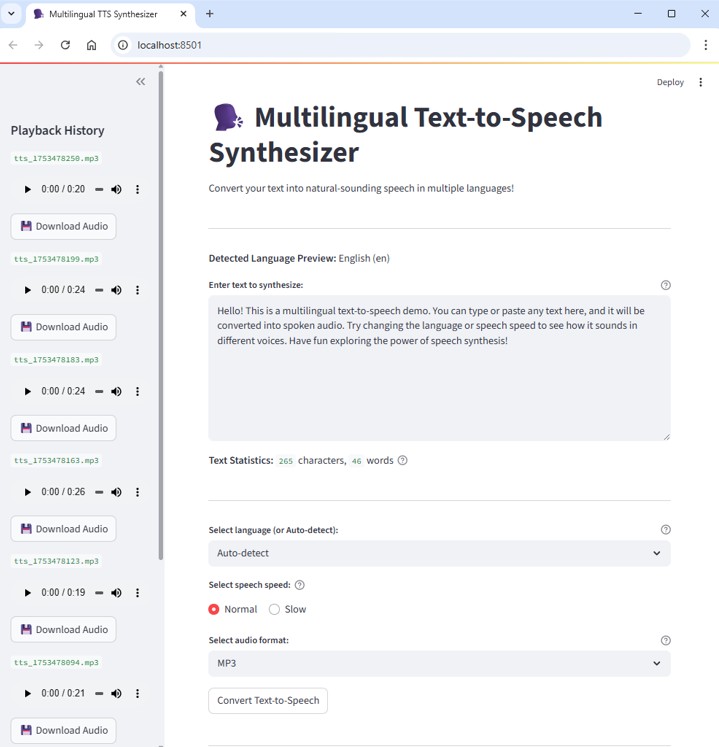 Multilingual TTS Synthesizer
localhost:8501
Deploy
Playback History
tts_1753478250.mp3
0:00 / 0:20
Download Audio
tts_1753478199.mp3
0:00 / 0:24
Download Audio
tts_1753478183.mp3
0:00 / 0:24
Download Audio
tts_1753478163.mp3
0:00 / 0:26
Download Audio
tts_1753478123.mp3
0:00 / 0:19
Download Audio
tts_1753478094.mp3
0:00 / 0:21
Download Audio
Multilingual Text-to-Speech
Synthesizer
Convert your text into natural-sounding speech in multiple languages!
Detected Language Preview: English (en)
Enter text to synthesize:
Hello! This is a multilingual text-to-speech demo. You can type or paste any text here, and it will be
converted into spoken audio. Try changing the language or speech speed to see how it sounds in
different voices. Have fun exploring the power of speech synthesis!
Text Statistics: 265 characters, 46 words
Select language (or Auto-detect):
Auto-detect
Select speech speed:
Normal Slow
Select audio format:
MP3
Convert Text-to-Speech